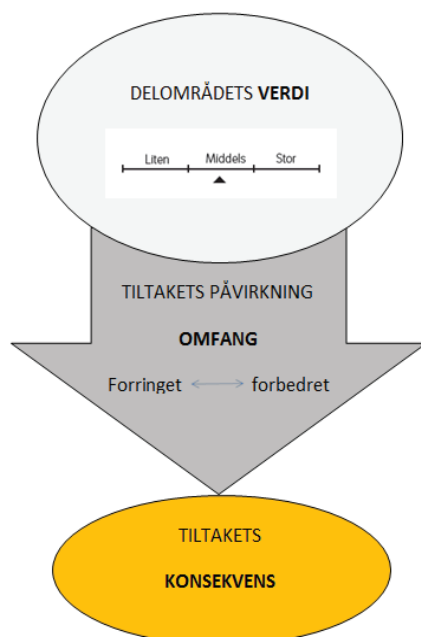 DELOMRÅDETS VERDI
Liten Middels Stor
TILTAKETS PÅVIRKNING
OMFANG
Forringet forbedret
TILTAKETS
KONSEKVENS